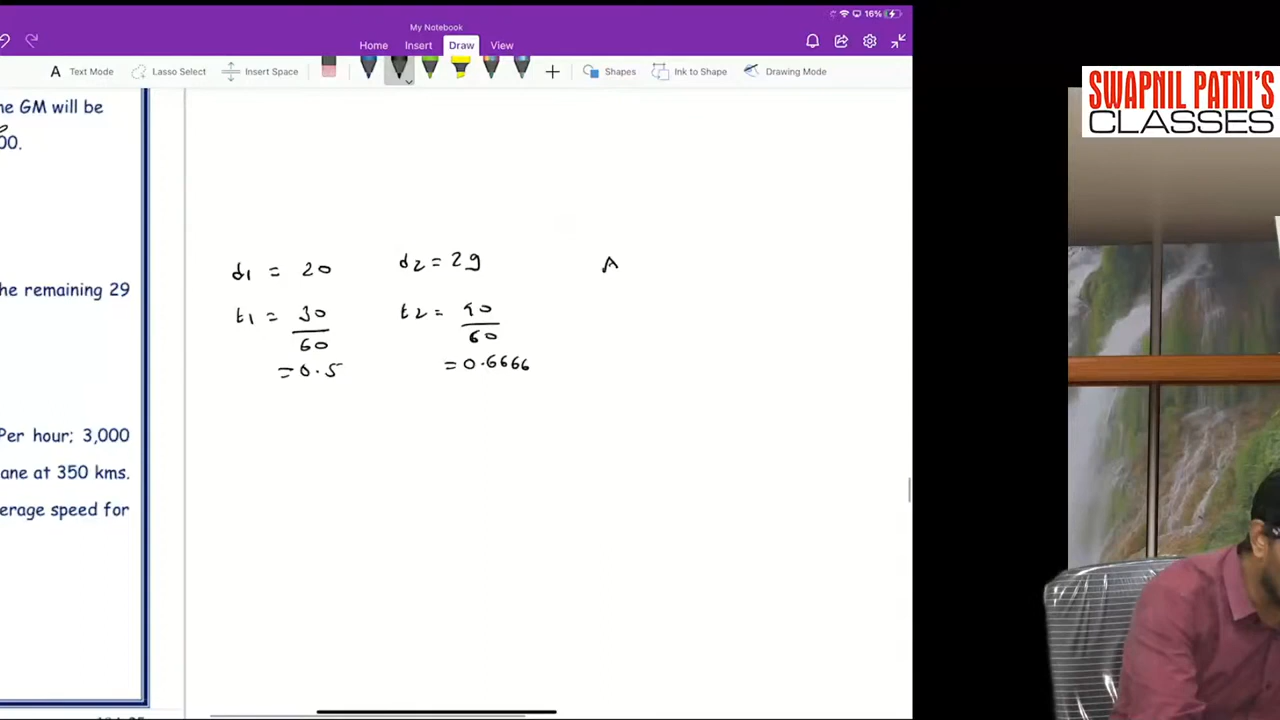 16%
My Notebook
Home Insert Draw View
A Text Mode Lasso Select Insert Space Shapes Ink to Shape Drawing Mode
SWAPNIL PATNI'S
CLASSES
he GM will be
00.
he remaining 29
Per hour; 3,000
ane at 350 kms.
erage speed for
d1 = 20 d2 = 29 A
t1 = 30/60 t2 = 40/60
= 0.5 = 0.6666